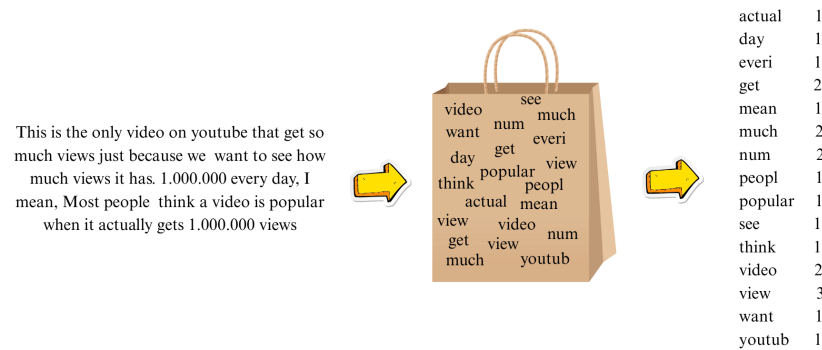 This is the only video on youtube that get so
much views just because we want to see how
much views it has. 1.000.000 every day, I
mean, Most people think a video is popular
when it actually gets 1.000.000 views
see
video
much
want
num
everi
get
day
view
popular
think
peopl
actual
mean
view
video
num
get
view
much
youtub
actual 1
day 1
everi 1
get 2
mean 1
much 2
num 2
peopl 1
popular 1
see 1
think 1
video 2
view 3
want 1
youtub 1